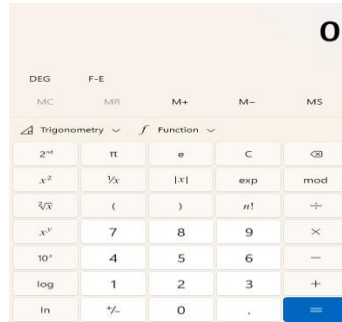 0
DEG F-E
MC MR M+ M− MS
Trigonometry f Function
2ⁿᵈ π e C
x² ¹/x |x| exp mod
²√x ( ) n! ÷
xʸ 7 8 9 ×
10ˣ 4 5 6 −
log 1 2 3 +
ln +/− 0 . =